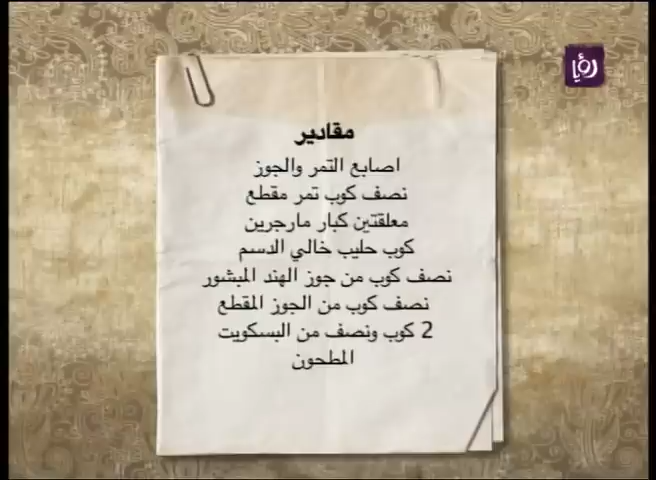 رؤيا
مقادير
اصابع التمر والجوز
نصف كوب تمر مقطع
معلقتين كبار مارجرين
كوب حليب خالي الدسم
نصف كوب من جوز الهند المبشور
نصف كوب من الجوز المقطع
2 كوب ونصف من البسكويت
المطحون